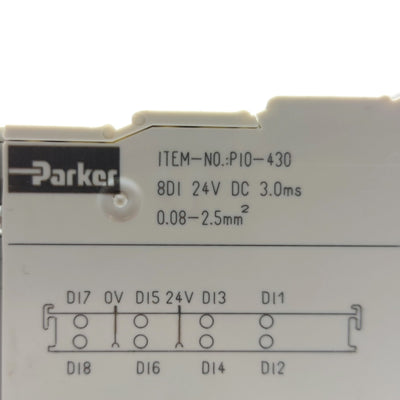 Parker
ITEM-NO.:PIO-430
8DI 24V DC 3.0ms
0.08-2.5mm²
DI7 0V DI5 24V DI3 DI1
DI8 DI6 DI4 DI2